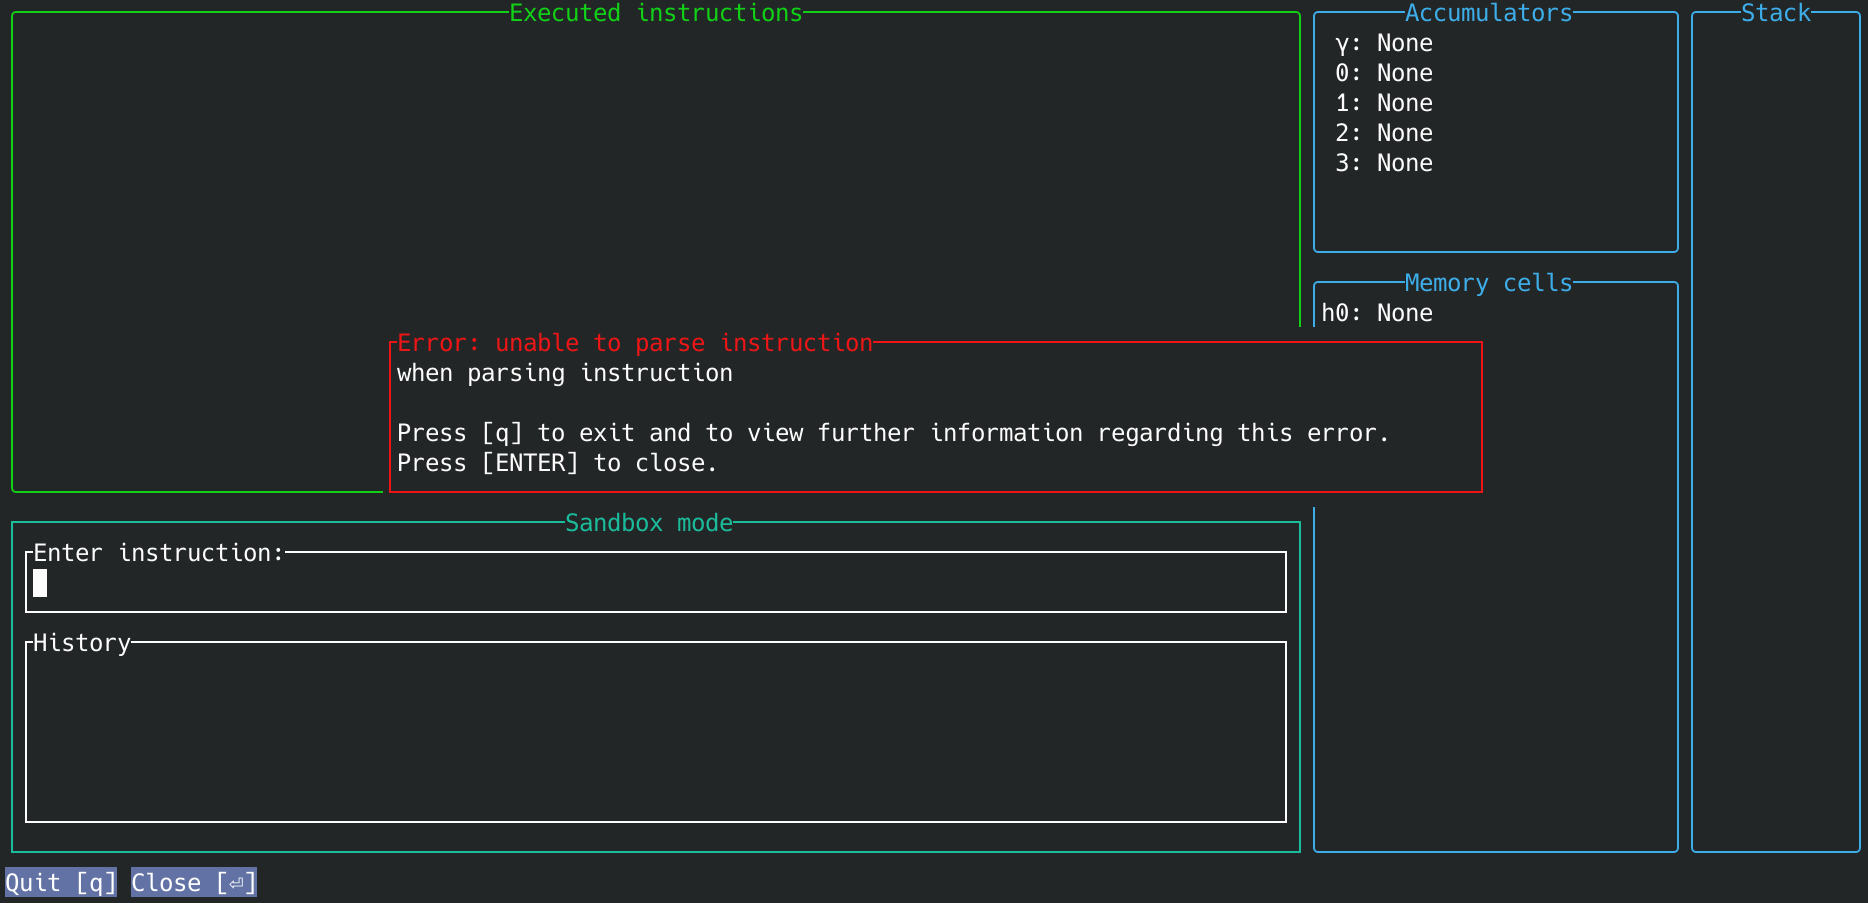 Executed instructions
Accumulators
γ: None
0: None
1: None
2: None
3: None
Stack
Memory cells
h0: None
Error: unable to parse instruction
when parsing instruction
Press [q] to exit and to view further information regarding this error.
Press [ENTER] to close.
Sandbox mode
Enter instruction:
History
Quit [q] Close [⏎]